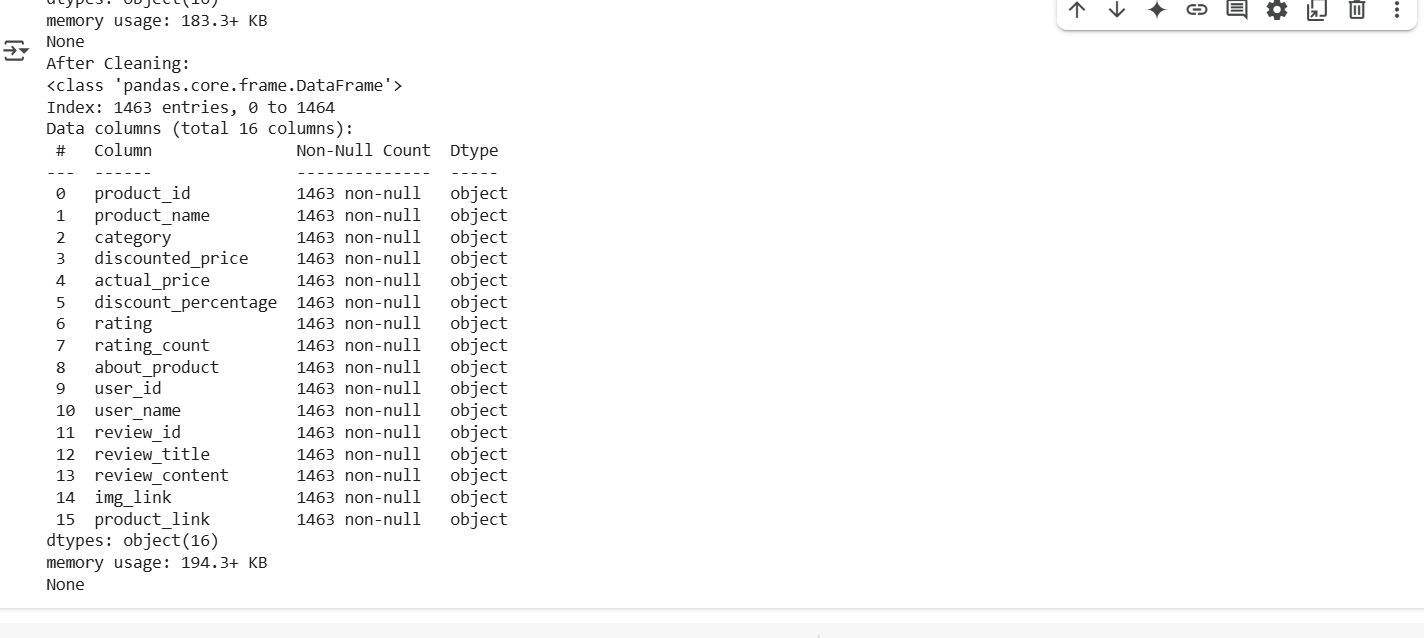 dtypes: object(16)
memory usage: 183.3+ KB
None
After Cleaning:
<class 'pandas.core.frame.DataFrame'>
Index: 1463 entries, 0 to 1464
Data columns (total 16 columns):
 #   Column               Non-Null Count  Dtype
---  ------               --------------  -----
 0   product_id           1463 non-null   object
 1   product_name         1463 non-null   object
 2   category             1463 non-null   object
 3   discounted_price     1463 non-null   object
 4   actual_price         1463 non-null   object
 5   discount_percentage  1463 non-null   object
 6   rating               1463 non-null   object
 7   rating_count         1463 non-null   object
 8   about_product        1463 non-null   object
 9   user_id              1463 non-null   object
 10  user_name            1463 non-null   object
 11  review_id            1463 non-null   object
 12  review_title         1463 non-null   object
 13  review_content       1463 non-null   object
 14  img_link             1463 non-null   object
 15  product_link         1463 non-null   object
dtypes: object(16)
memory usage: 194.3+ KB
None